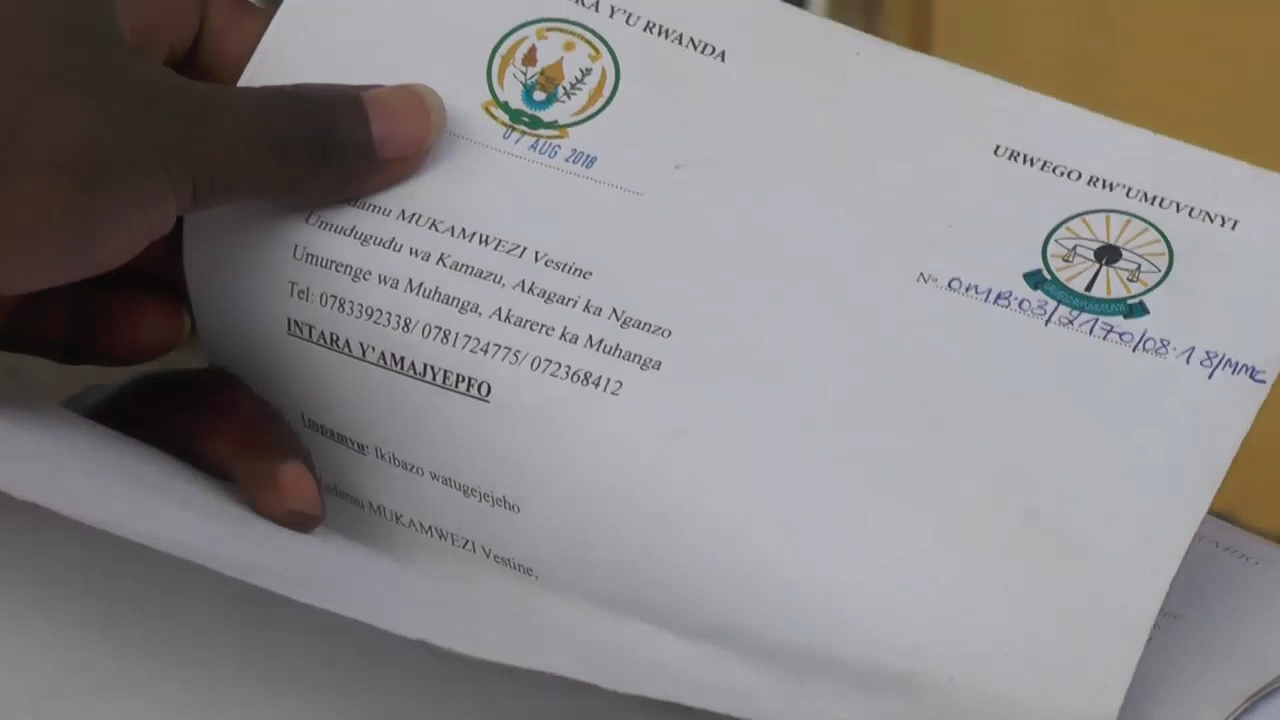 Y'U RWANDA
07 AUG 2018
URWEGO RW'UMUVUNYI
N° OMB.03/2170/08.18/MMC
MUKAMWEZI Vestine
Umudugudu wa Kamazu, Akagari ka Nganzo
Umurenge wa Muhanga, Akarere ka Muhanga
Tel: 0783392338/ 0781724775/ 072368412
INTARA Y'AMAJYEPFO
Impamvu: Ikibazo watugejejeho
MUKAMWEZI Vestine,